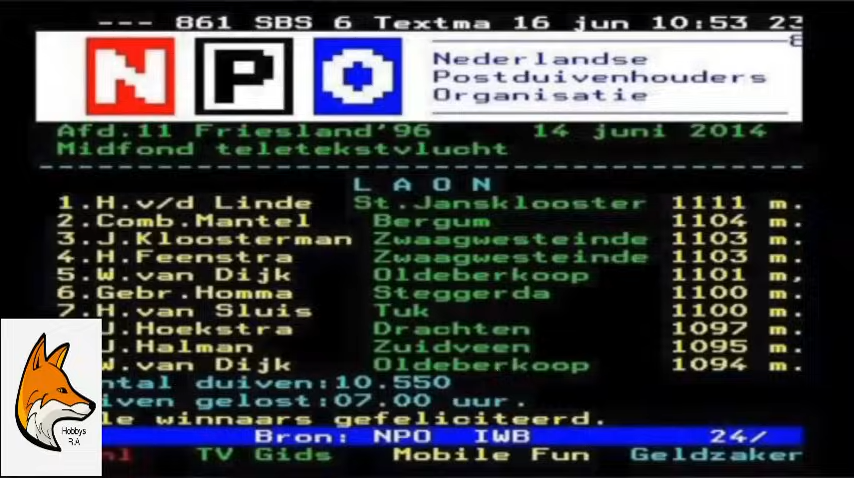 --- 861 SBS 6 Textma 16 jun 10:53 23
NPO
Nederlandse
Postduivenhouders
Organisatie
Afd.11 Friesland'96 14 juni 2014
Midfond teletekstvlucht
L A O N
1.H.v/d Linde St.Jansklooster 1111 m.
2.Comb.Mantel Bergum 1104 m.
3.J.Kloosterman Zwaagwesteinde 1103 m.
4.H.Feenstra Zwaagwesteinde 1103 m.
5.W.van Dijk Oldeberkoop 1101 m,
6.Gebr.Homma Steggerda 1100 m.
7.H.van Sluis Tuk 1100 m.
J.Hoekstra Drachten 1097 m.
J.Halman Zuidveen 1095 m.
W.van Dijk Oldeberkoop 1094 m.
ntal duiven:10.550
iven gelost:07.00 uur.
le winnaars gefeliciteerd.
Bron: NPO IWB 24/
TV Gids Mobile Fun Geldzaker
Hobbys
R.A